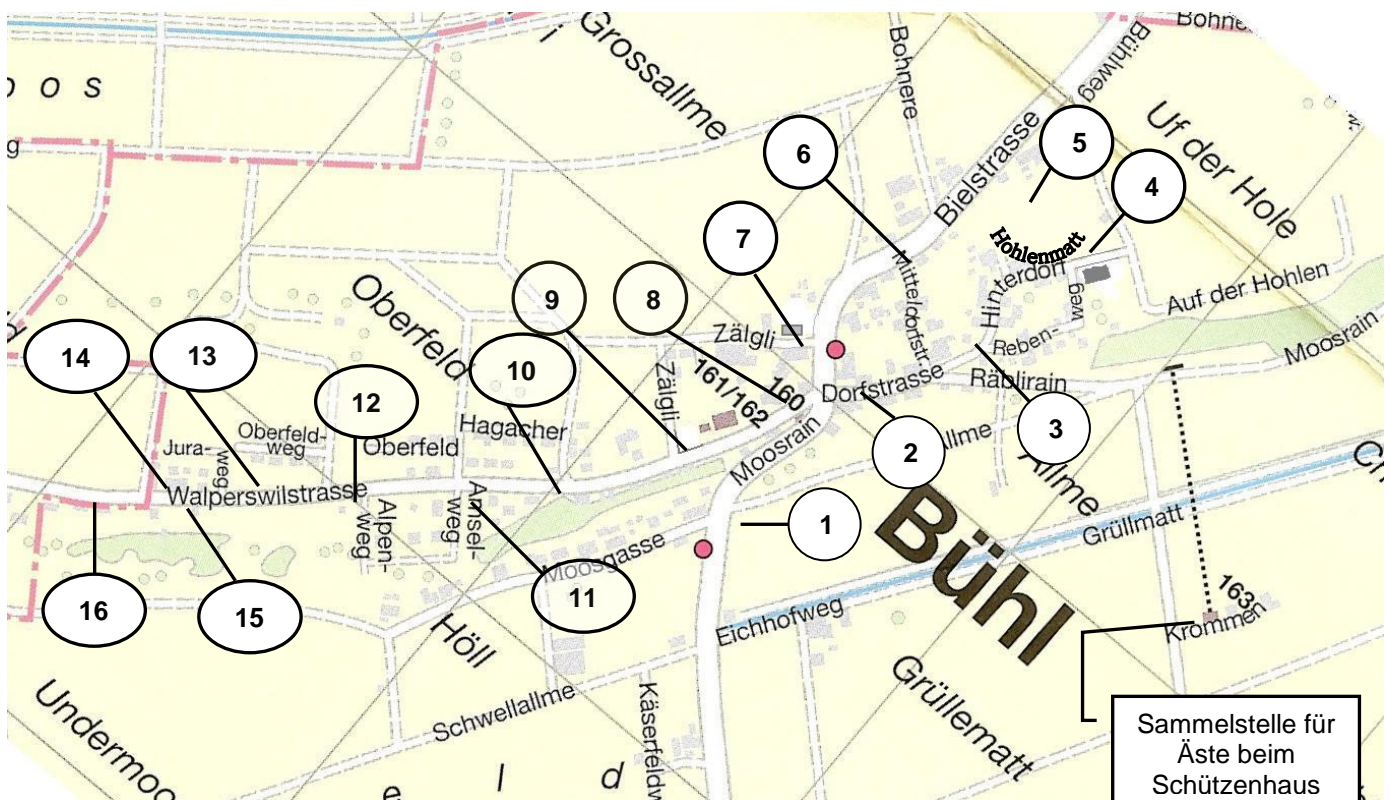 Grossallme
Bohnere
Bühlweg
Uf der Hole
oos
Bielstrasse
6
5
4
7
Hohlenmatt
Mitteldorfstr.
Hinterdorf
Auf der Hohlen
Oberfeld
9
8
Zälgli
Reben-
weg
Moosrain
14
13
10
Zälgli
161/162
160
Dorfstrasse
Räblirain
12
Oberfeld-
weg
Jura-
weg
Oberfeld
Hagacher
Moosrain
2
3
Allme
Walperswilstrasse
Alpen-
weg
Amsel-
weg
1
Bühl
Grüllmatt
16
15
Moosgasse
11
Eichhofweg
163
Krommen
Höll
Grüllematt
Schwellallme
Sammelstelle für
Äste beim
Schützenhaus